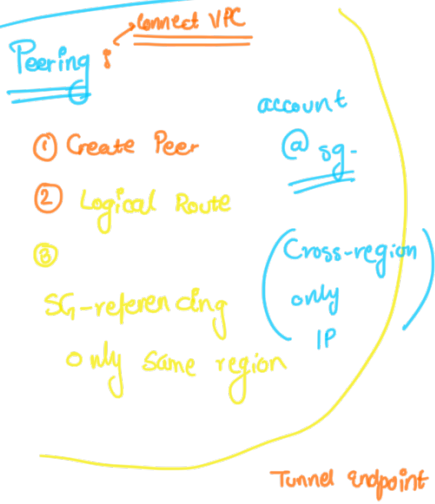 Connect VPC
Peering :
account
@ sg-
① Create Peer
② Logical Route
③
SG-referencing
only same region
(Cross-region
only
IP)
Tunnel endpoint